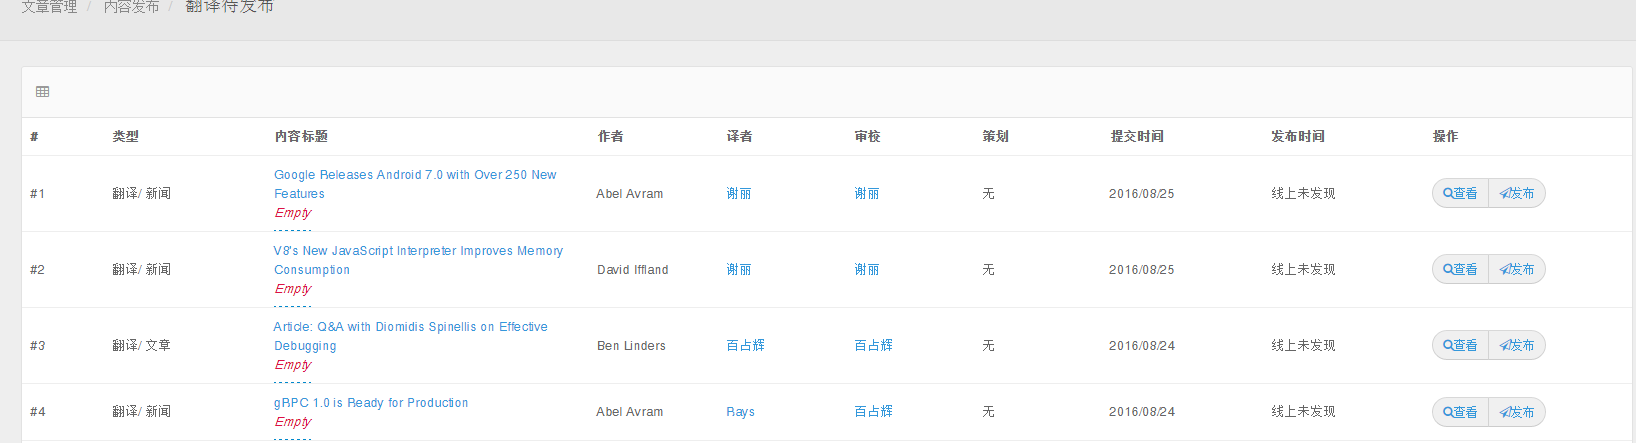 文章管理 / 内容发布 / 翻译待发布
# 类型 内容标题 作者 译者 审校 策划 提交时间 发布时间 操作
Google Releases Android 7.0 with Over 250 New
#1 翻译/ 新闻 Features Abel Avram 谢丽 谢丽 无 2016/08/25 线上未发现 查看 发布
Empty
V8's New JavaScript Interpreter Improves Memory
#2 翻译/ 新闻 Consumption David Iffland 谢丽 谢丽 无 2016/08/25 线上未发现 查看 发布
Empty
Article: Q&A with Diomidis Spinellis on Effective
#3 翻译/ 文章 Debugging Ben Linders 百占辉 百占辉 无 2016/08/24 线上未发现 查看 发布
Empty
gRPC 1.0 is Ready for Production
#4 翻译/ 新闻 Abel Avram Rays 百占辉 无 2016/08/24 线上未发现 查看 发布
Empty